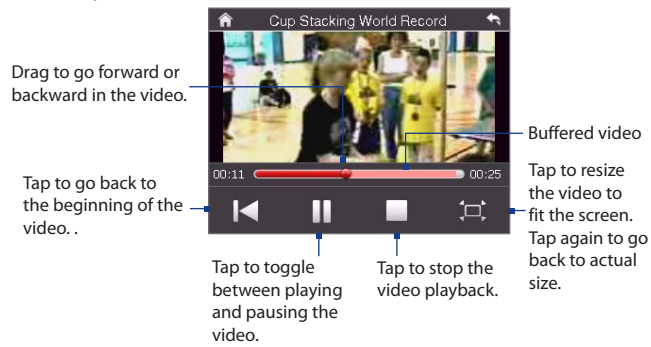 Cup Stacking World Record
Drag to go forward or
backward in the video.
Buffered video
00:11
00:25
Tap to go back to
the beginning of the
video. .
Tap to resize
the video to
fit the screen.
Tap again to go
back to actual
size.
Tap to toggle
between playing
and pausing the
video.
Tap to stop the
video playback.